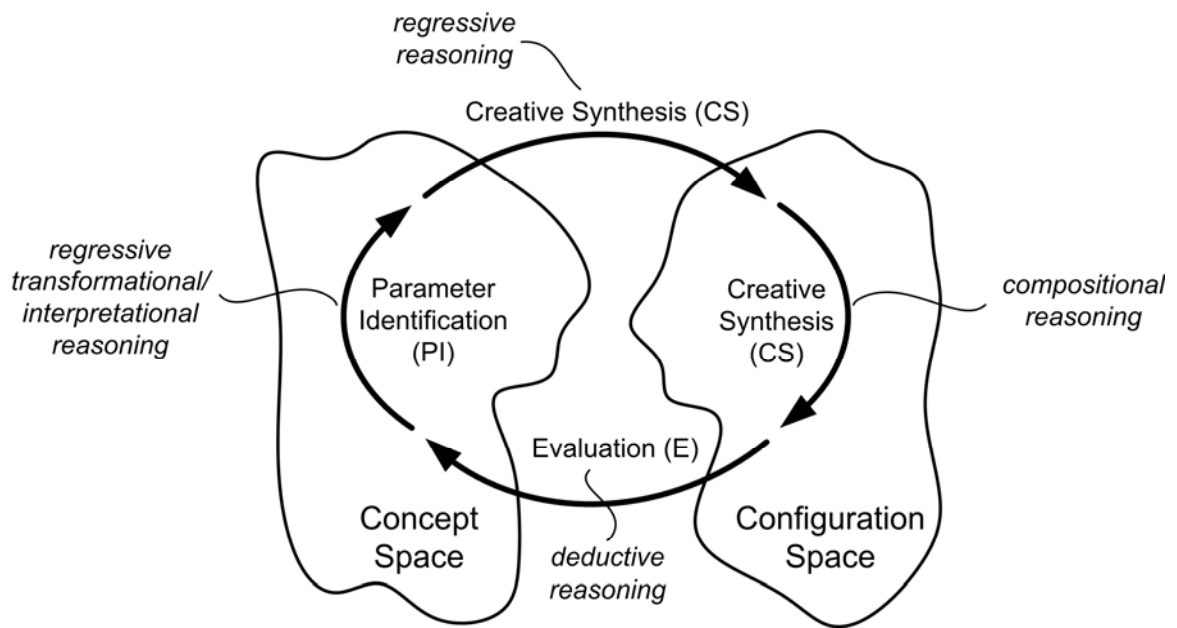 regressive
reasoning
Creative Synthesis (CS)
regressive
transformational/
interpretational
reasoning
Parameter
Identification
(PI)
Creative
Synthesis
(CS)
compositional
reasoning
Evaluation (E)
Concept
Space
deductive
reasoning
Configuration
Space